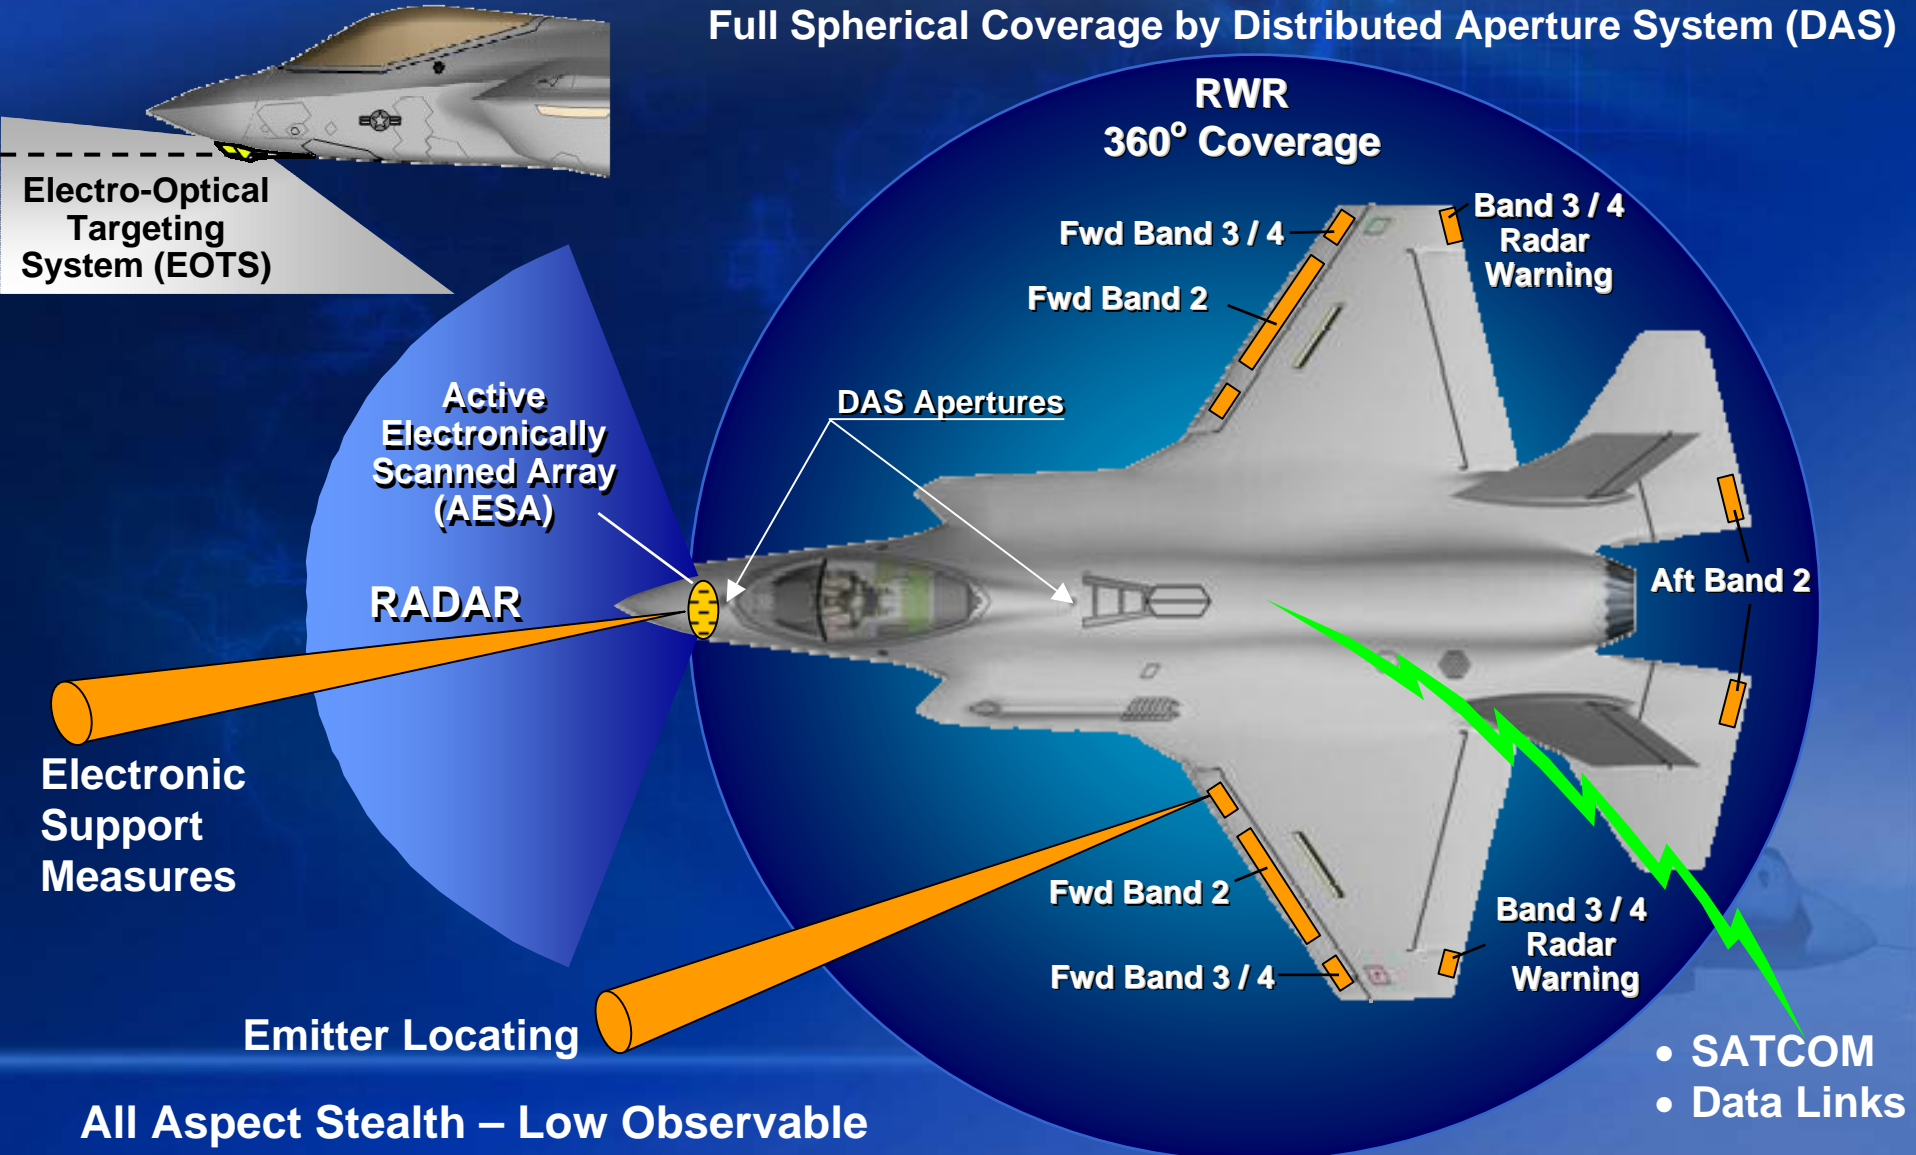 Full Spherical Coverage by Distributed Aperture System (DAS)
RWR
360° Coverage
Electro-Optical
Targeting
System (EOTS)
Fwd Band 3 / 4
Band 3 / 4
Radar
Warning
Fwd Band 2
Active
Electronically
Scanned Array
(AESA)
DAS Apertures
RADAR
Aft Band 2
Electronic
Support
Measures
Fwd Band 2
Fwd Band 3 / 4
Band 3 / 4
Radar
Warning
Emitter Locating
• SATCOM
• Data Links
All Aspect Stealth – Low Observable